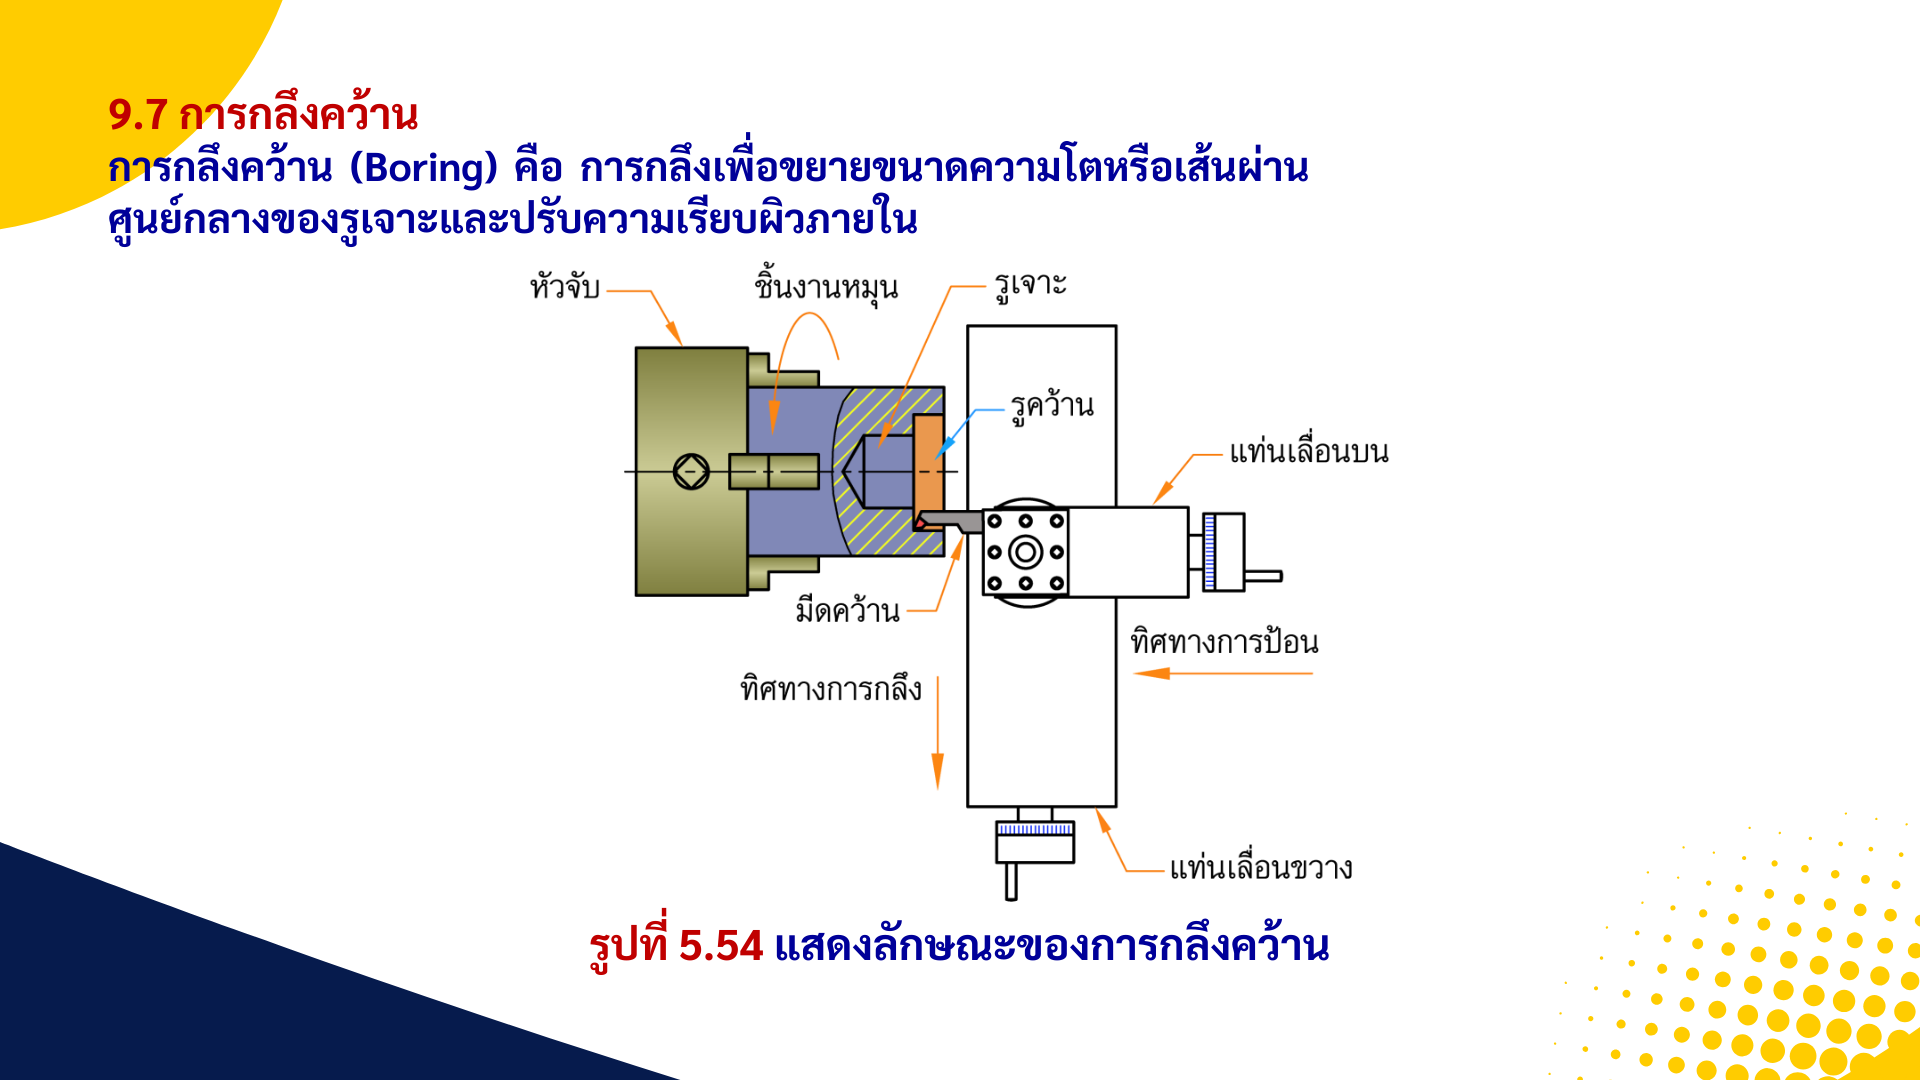 9.7 การกลึงคว้าน
การกลึงคว้าน (Boring) คือ การกลึงเพื่อขยายขนาดความโตหรือเส้นผ่าน
ศูนย์กลางของรูเจาะและปรับความเรียบผิวภายใน
หัวจับ
ชิ้นงานหมุน
รูเจาะ
รูคว้าน
แท่นเลื่อนบน
มีดคว้าน
ทิศทางการป้อน
ทิศทางการกลึง
แท่นเลื่อนขวาง
รูปที่ 5.54 แสดงลักษณะของการกลึงคว้าน